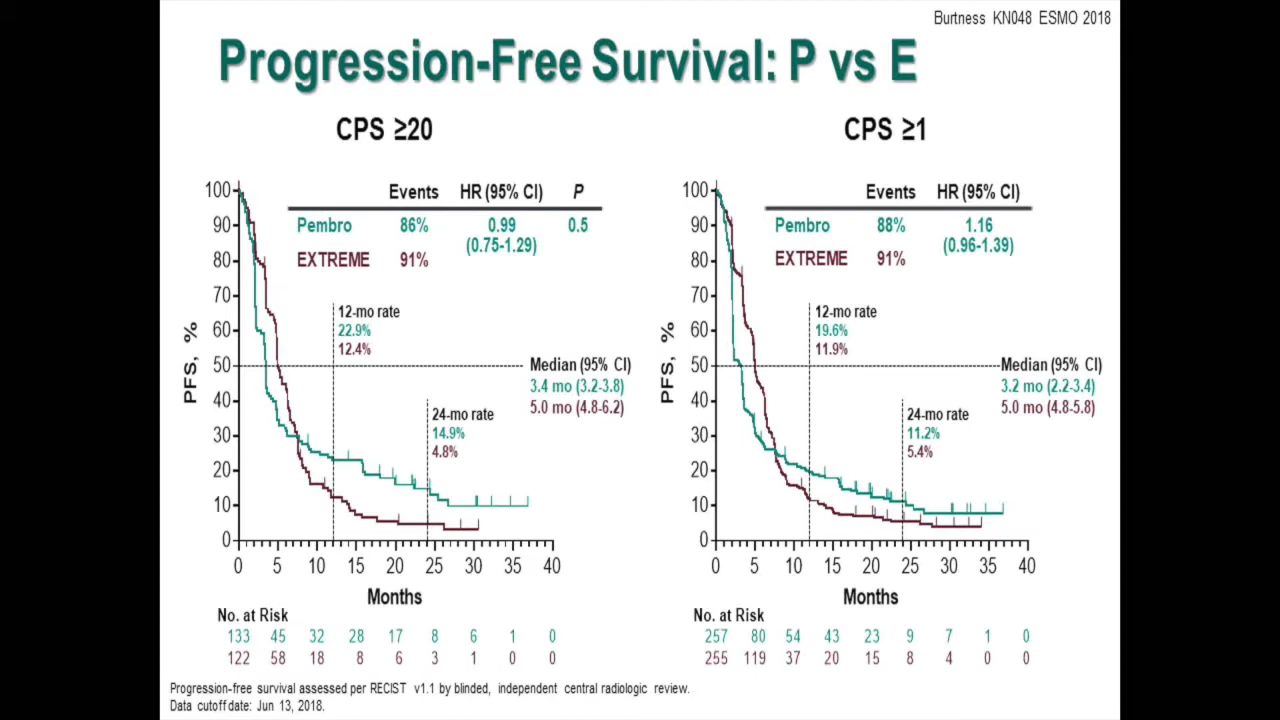 Burtness KN048 ESMO 2018
Progression-Free Survival: P vs E
CPS ≥20
Events HR (95% CI) P
Pembro 86% 0.99 0.5
(0.75-1.29)
EXTREME 91%
100
90
80
70
60
50
40
30
20
10
0
PFS, %
12-mo rate
22.9%
12.4%
Median (95% CI)
3.4 mo (3.2-3.8)
5.0 mo (4.8-6.2)
24-mo rate
14.9%
4.8%
0 5 10 15 20 25 30 35 40
Months
No. at Risk
133 45 32 28 17 8 6 1 0
122 58 18 8 6 3 1 0 0
CPS ≥1
Events HR (95% CI)
Pembro 88% 1.16
(0.96-1.39)
EXTREME 91%
100
90
80
70
60
50
40
30
20
10
0
PFS, %
12-mo rate
19.6%
11.9%
Median (95% CI)
3.2 mo (2.2-3.4)
5.0 mo (4.8-5.8)
24-mo rate
11.2%
5.4%
0 5 10 15 20 25 30 35 40
Months
No. at Risk
257 80 54 43 23 9 7 1 0
255 119 37 20 15 8 4 0 0
Progression-free survival assessed per RECIST v1.1 by blinded, independent central radiologic review.
Data cutoff date: Jun 13, 2018.